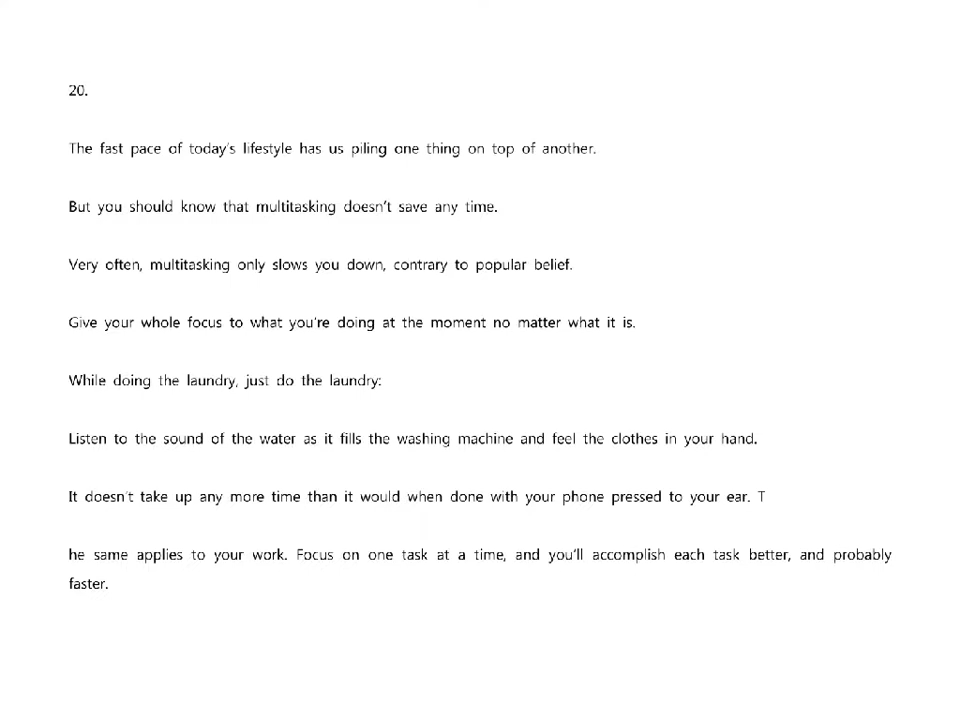 20.
The fast pace of today's lifestyle has us piling one thing on top of another.
But you should know that multitasking doesn't save any time.
Very often, multitasking only slows you down, contrary to popular belief.
Give your whole focus to what you're doing at the moment no matter what it is.
While doing the laundry, just do the laundry:
Listen to the sound of the water as it fills the washing machine and feel the clothes in your hand.
It doesn't take up any more time than it would when done with your phone pressed to your ear. T
he same applies to your work. Focus on one task at a time, and you'll accomplish each task better, and probably
faster.